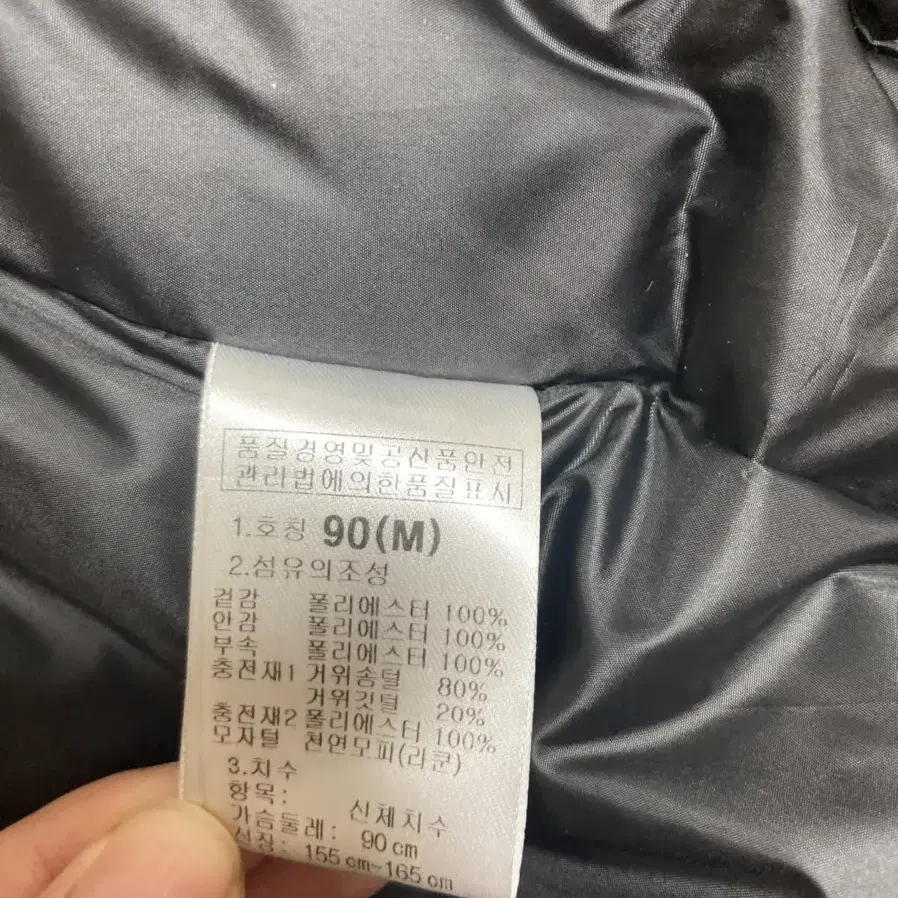 품질경영및공산품안전
관리법에의한품질표시
1.호칭 90(M)
2.섬유의조성
겉감 폴리에스터 100%
안감 폴리에스터 100%
부속 폴리에스터 100%
충전재1 거위솜털 80%
거위깃털 20%
충전재2 폴리에스터 100%
모자털 천연모피(라쿤)
3.치수
항목: 신체치수
가슴둘레: 90cm
신장: 155cm~165cm